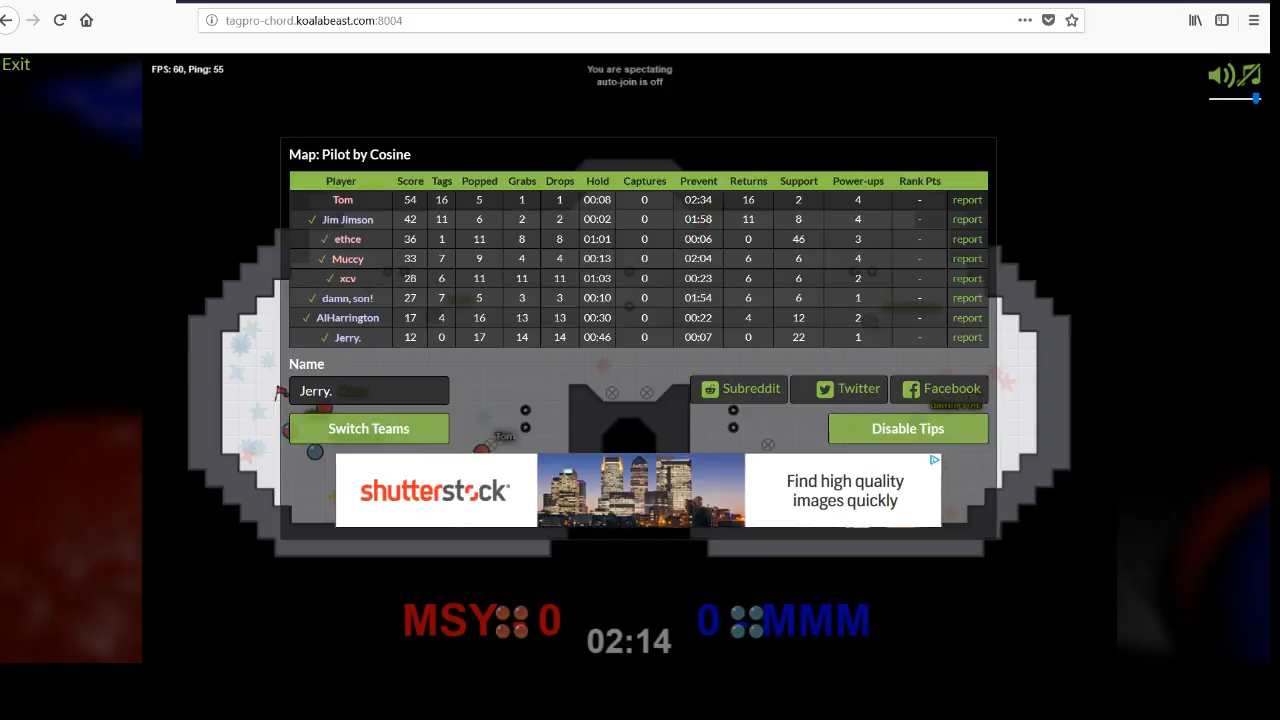 tagpro-chord.koalabeast.com:8004
Exit
FPS: 60, Ping: 55
You are spectating
auto-join is off
Map: Pilot by Cosine
Player Score Tags Popped Grabs Drops Hold Captures Prevent Returns Support Power-ups Rank Pts
Tom 54 16 5 1 1 00:08 0 02:34 16 2 4 - report
✓ Jim Jimson 42 11 6 2 2 00:02 0 01:58 11 8 4 - report
✓ ethce 36 1 11 8 8 01:01 0 00:06 0 46 3 - report
✓ Muccy 33 7 9 4 4 00:13 0 02:04 6 6 4 - report
✓ xcv 28 6 11 11 11 01:03 0 00:23 6 6 2 - report
✓ damn, son! 27 7 5 3 3 00:10 0 01:54 6 6 1 - report
✓ AlHarrington 17 4 16 13 13 00:30 0 00:22 4 12 2 - report
✓ Jerry. 12 0 17 14 14 00:46 0 00:07 0 22 1 - report
Name
Jerry.
Subreddit Twitter Facebook
Switch Teams Disable Tips
Tom
shutterstock
Find high quality
images quickly
MSY 0 0 MMM
02:14